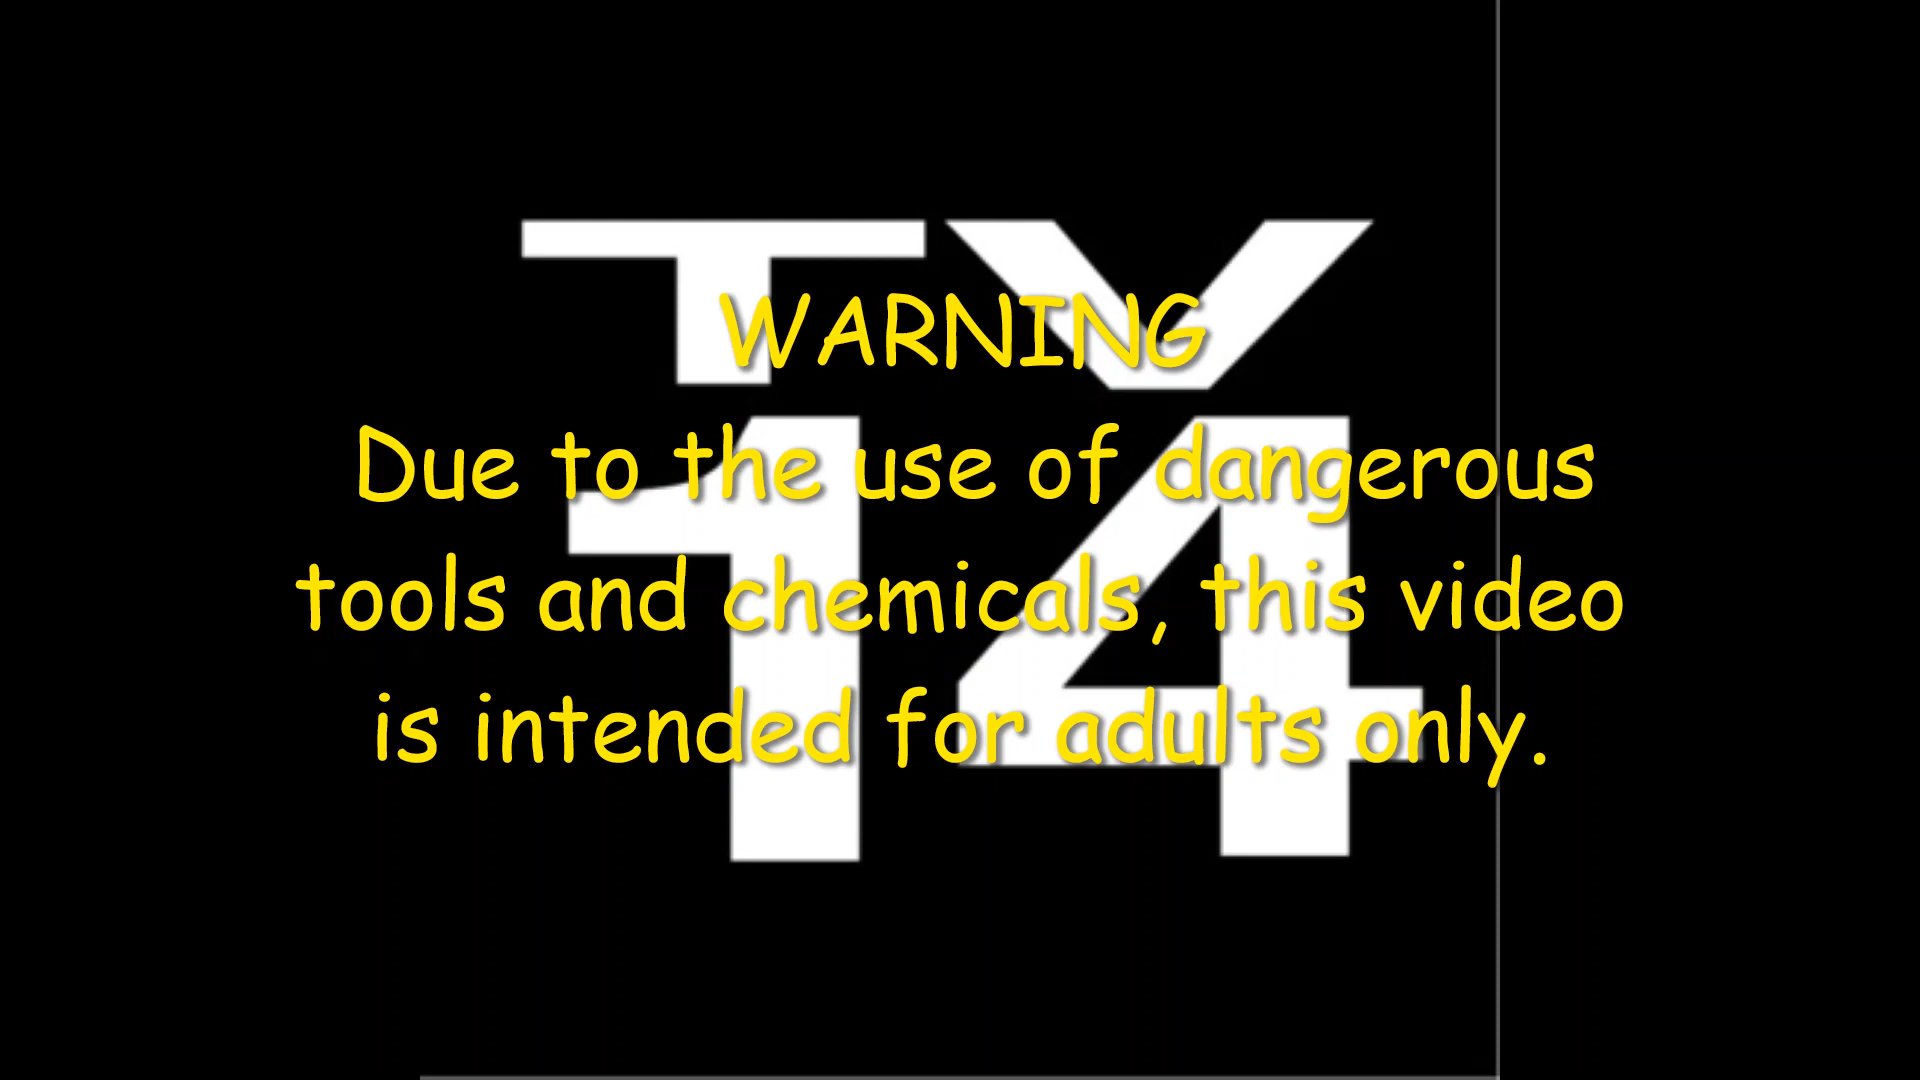 TV
14
WARNING
Due to the use of dangerous
tools and chemicals, this video
is intended for adults only.